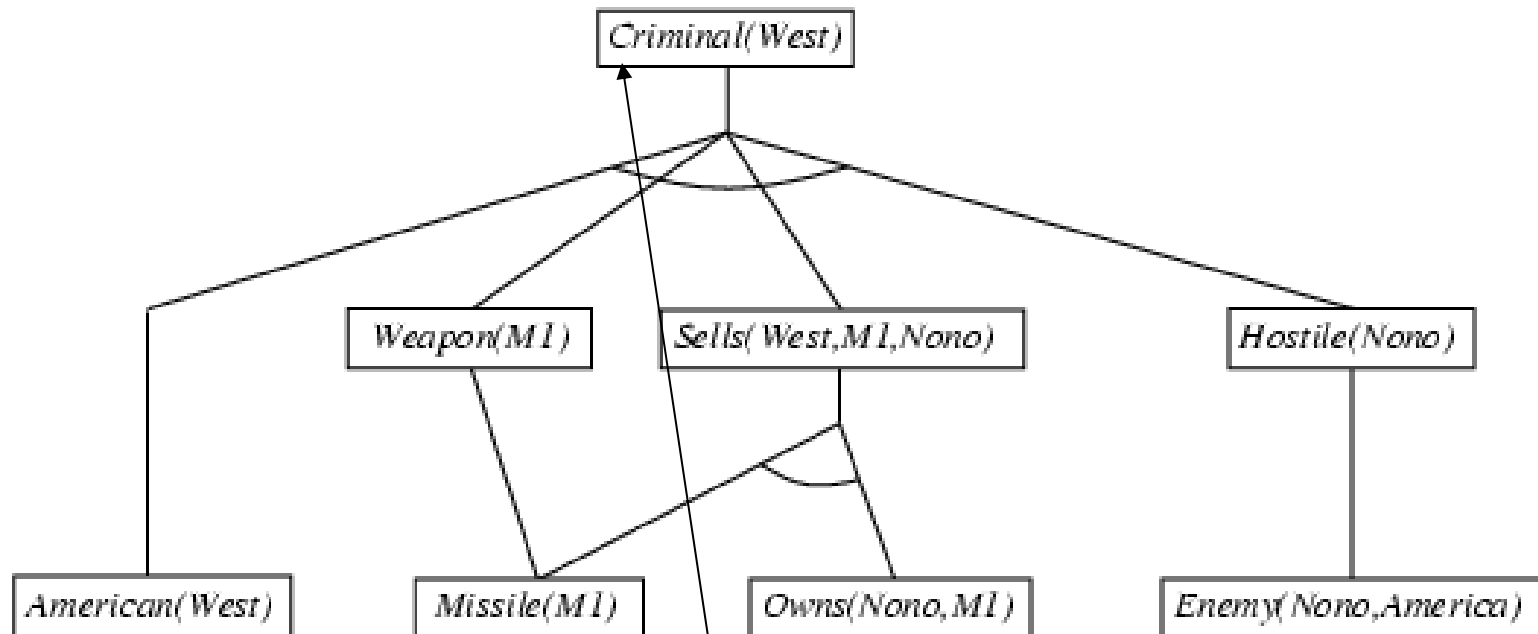 Criminal(West)
Weapon(M1)
Sells(West,M1,Nono)
Hostile(Nono)
American(West)
Missile(M1)
Owns(Nono,M1)
Enemy(Nono,America)